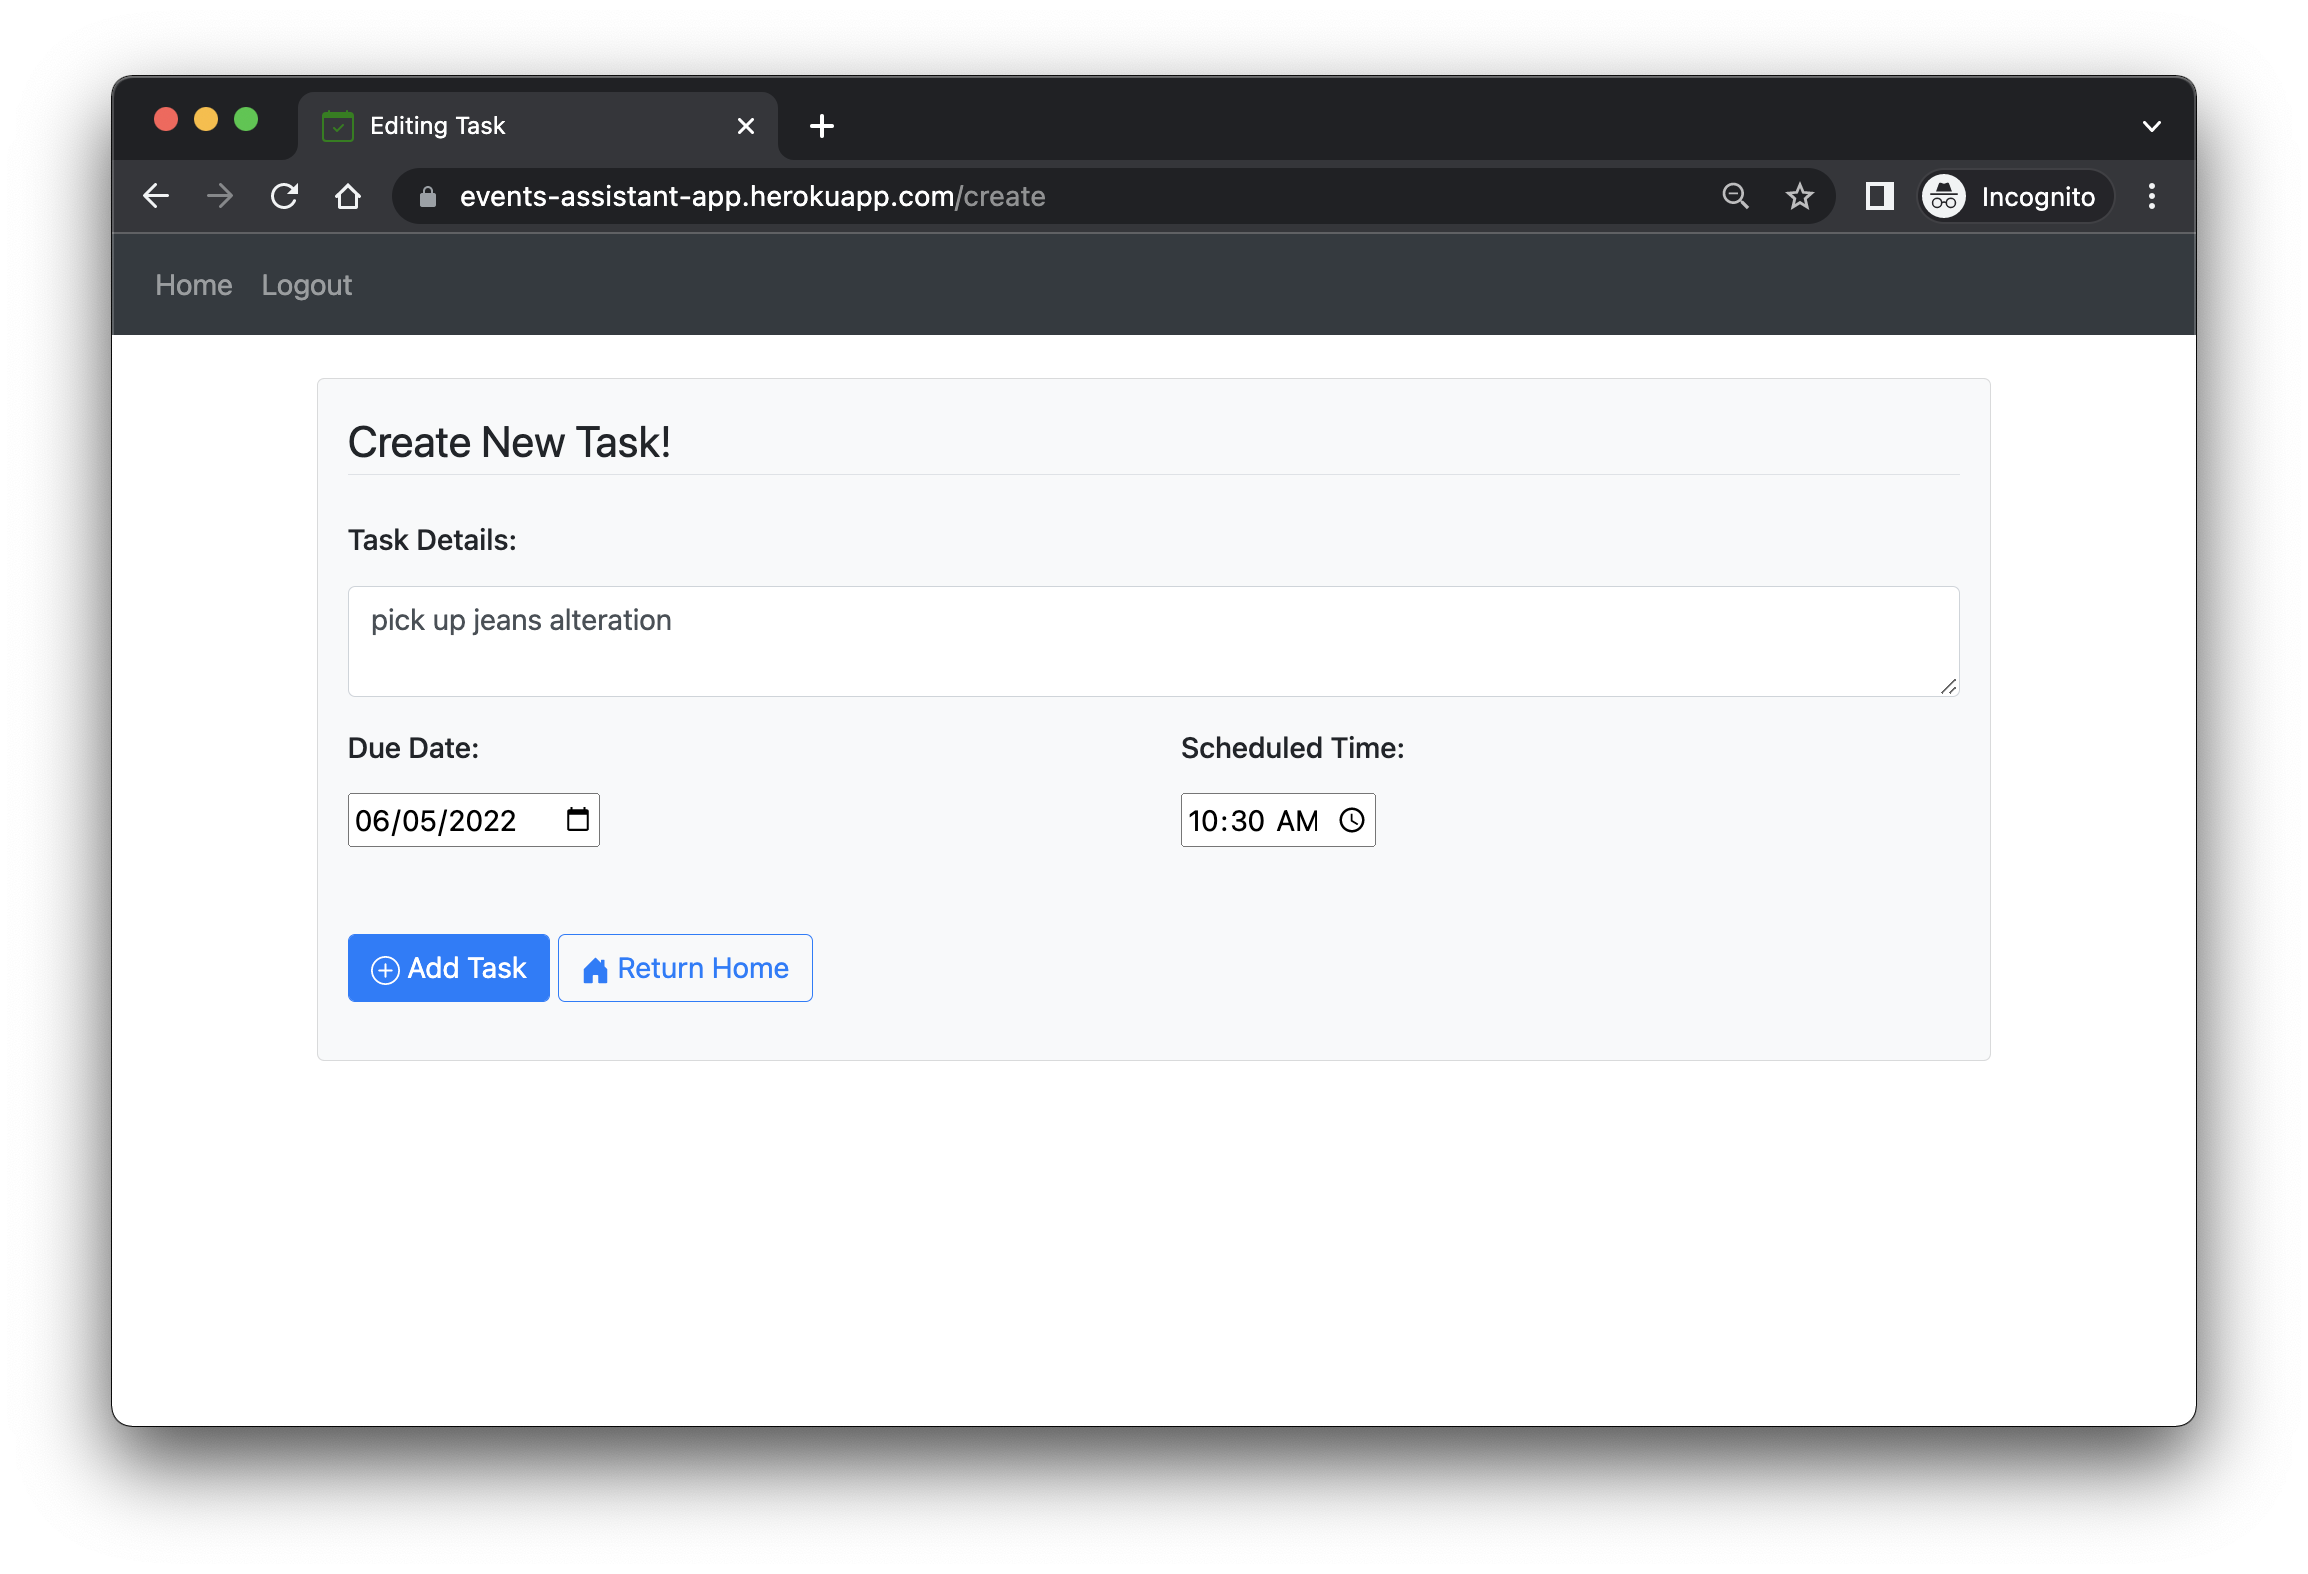 Editing Task
events-assistant-app.herokuapp.com/create
Incognito
Home Logout
Create New Task!
Task Details:
pick up jeans alteration
Due Date: Scheduled Time:
06/05/2022 10:30 AM
Add Task Return Home